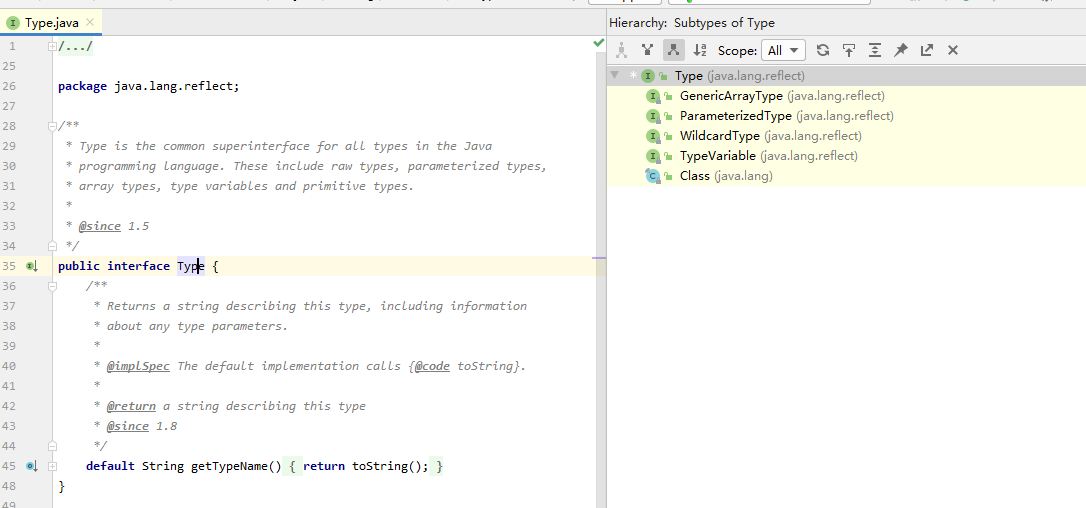 Type.java
Hierarchy: Subtypes of Type
Scope: All
1 /.../
25
26 package java.lang.reflect;
27
28 /**
29 * Type is the common superinterface for all types in the Java
30 * programming language. These include raw types, parameterized types,
31 * array types, type variables and primitive types.
32 *
33 * @since 1.5
34 */
35 public interface Type {
36 /**
37 * Returns a string describing this type, including information
38 * about any type parameters.
39 *
40 * @implSpec The default implementation calls {@code toString}.
41 *
42 * @return a string describing this type
43 * @since 1.8
44 */
45 default String getTypeName() { return toString(); }
48 }
49
Type (java.lang.reflect)
GenericArrayType (java.lang.reflect)
ParameterizedType (java.lang.reflect)
WildcardType (java.lang.reflect)
TypeVariable (java.lang.reflect)
Class (java.lang)